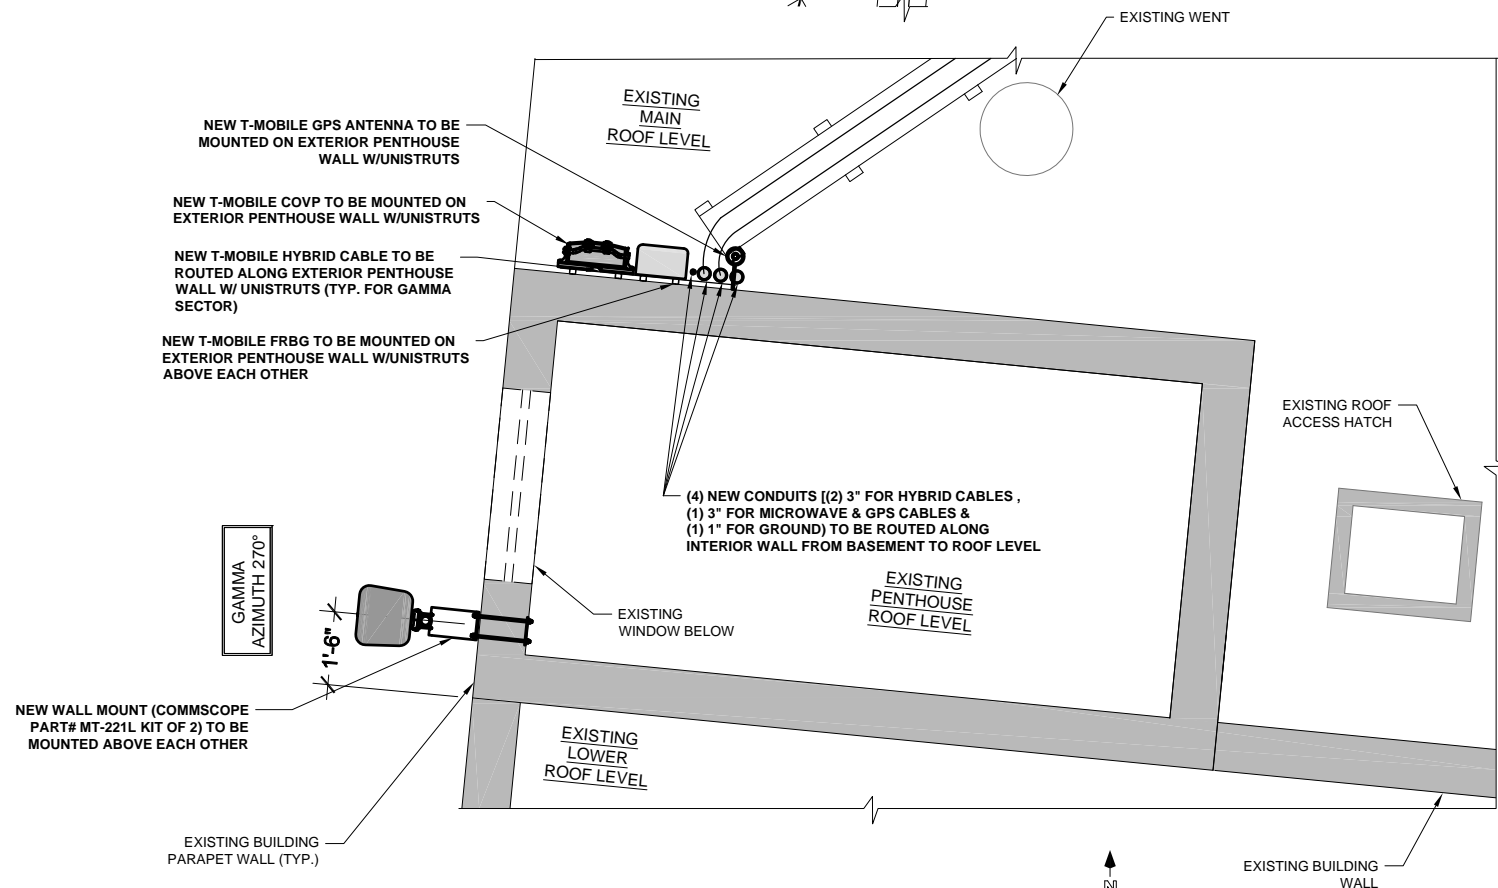 EXISTING WENT
EXISTING
MAIN
ROOF LEVEL
NEW T-MOBILE GPS ANTENNA TO BE
MOUNTED ON EXTERIOR PENTHOUSE
WALL W/UNISTRUTS
NEW T-MOBILE COVP TO BE MOUNTED ON
EXTERIOR PENTHOUSE WALL W/UNISTRUTS
NEW T-MOBILE HYBRID CABLE TO BE
ROUTED ALONG EXTERIOR PENTHOUSE
WALL W/ UNISTRUTS (TYP. FOR GAMMA
SECTOR)
NEW T-MOBILE FRBG TO BE MOUNTED ON
EXTERIOR PENTHOUSE WALL W/UNISTRUTS
ABOVE EACH OTHER
EXISTING ROOF
ACCESS HATCH
(4) NEW CONDUITS [(2) 3" FOR HYBRID CABLES ,
(1) 3" FOR MICROWAVE & GPS CABLES &
(1) 1" FOR GROUND) TO BE ROUTED ALONG
INTERIOR WALL FROM BASEMENT TO ROOF LEVEL
GAMMA
AZIMUTH 270°
EXISTING
PENTHOUSE
ROOF LEVEL
EXISTING
WINDOW BELOW
1'-6"
NEW WALL MOUNT (COMMSCOPE
PART# MT-221L KIT OF 2) TO BE
MOUNTED ABOVE EACH OTHER
EXISTING
LOWER
ROOF LEVEL
EXISTING BUILDING
PARAPET WALL (TYP.)
EXISTING BUILDING
WALL